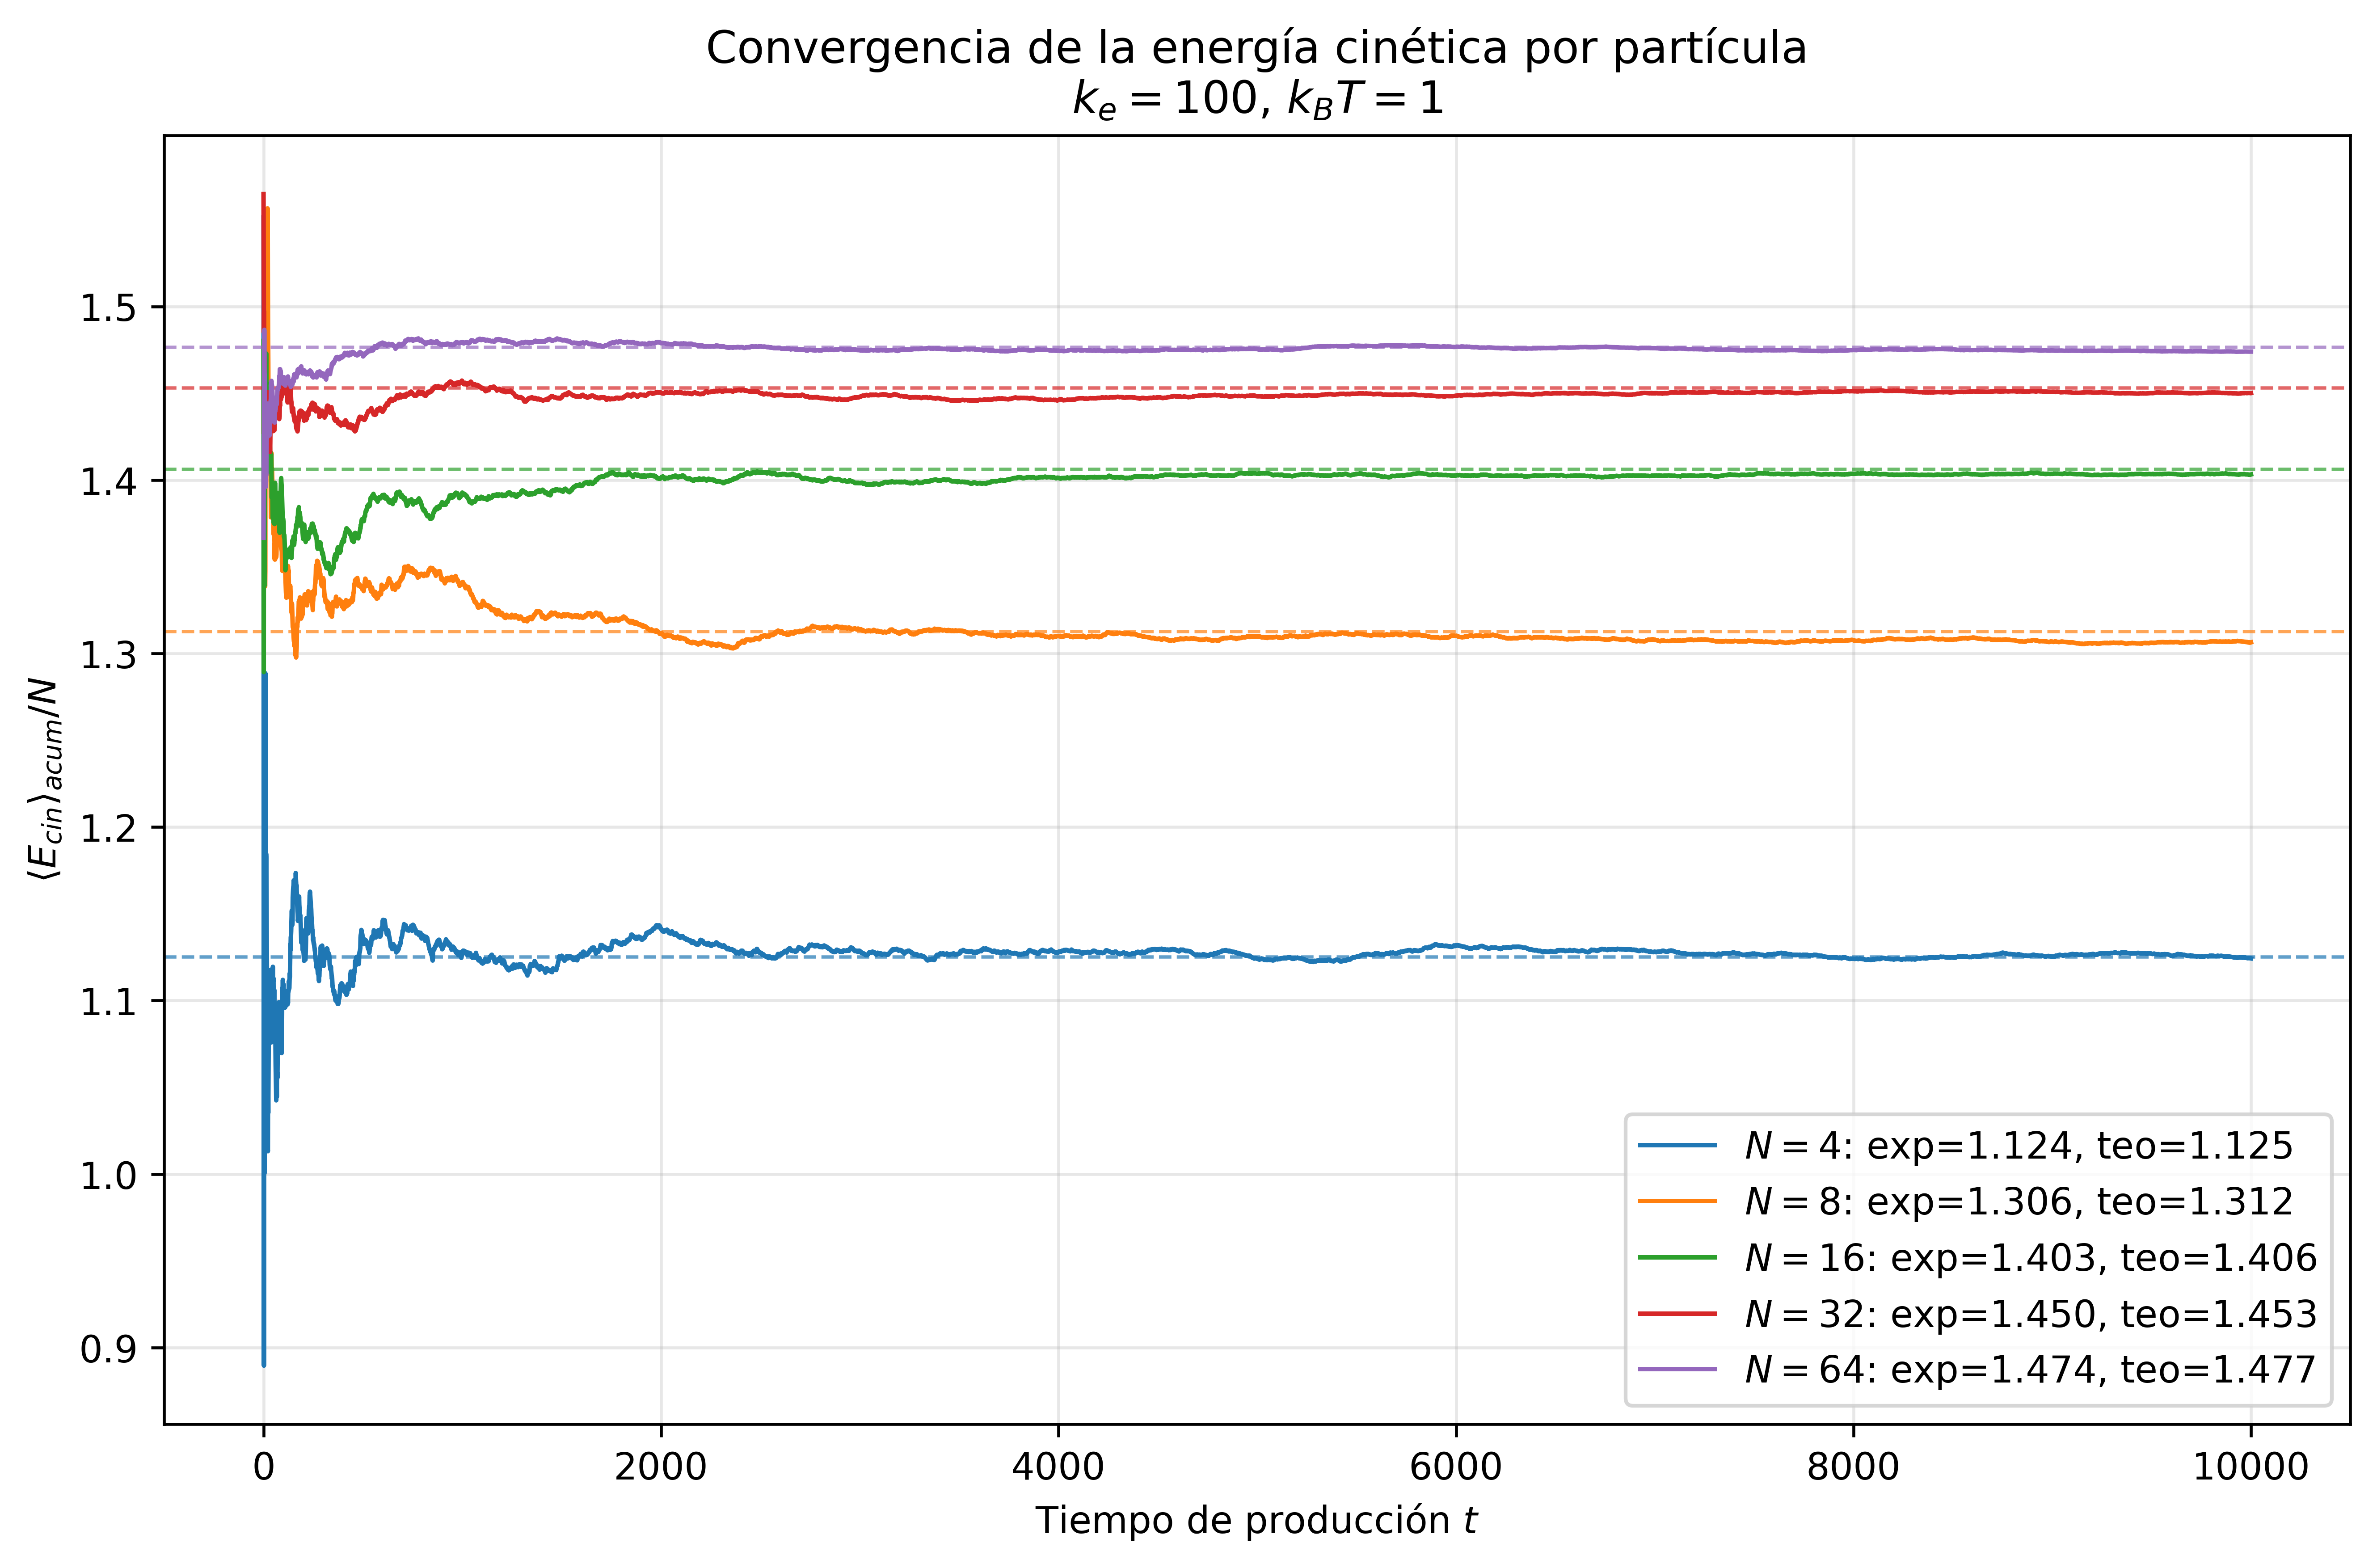 Convergencia de la energía cinética por partícula
$k_e = 100$, $k_BT = 1$
⟨$E_{cin}$⟩$_{acum}$/N
1.5
1.4
1.3
1.2
1.1
1.0
0.9
N = 4: exp=1.124, teo=1.125
N = 8: exp=1.306, teo=1.312
N = 16: exp=1.403, teo=1.406
N = 32: exp=1.450, teo=1.453
N = 64: exp=1.474, teo=1.477
0 2000 4000 6000 8000 10000
Tiempo de producción t